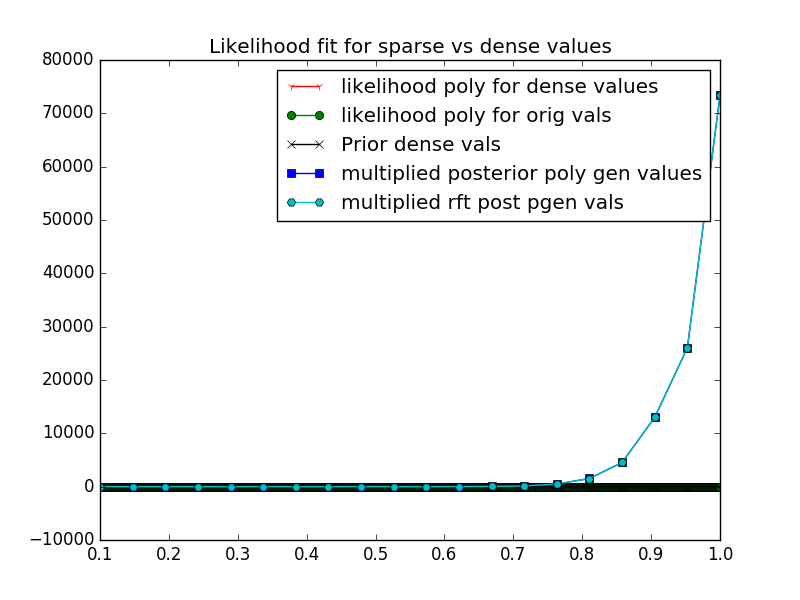 Likelihood fit for sparse vs dense values
80000
70000
60000
50000
40000
30000
20000
10000
0
−10000
likelihood poly for dense values
likelihood poly for orig vals
Prior dense vals
multiplied posterior poly gen values
multiplied rft post pgen vals
0.1 0.2 0.3 0.4 0.5 0.6 0.7 0.8 0.9 1.0